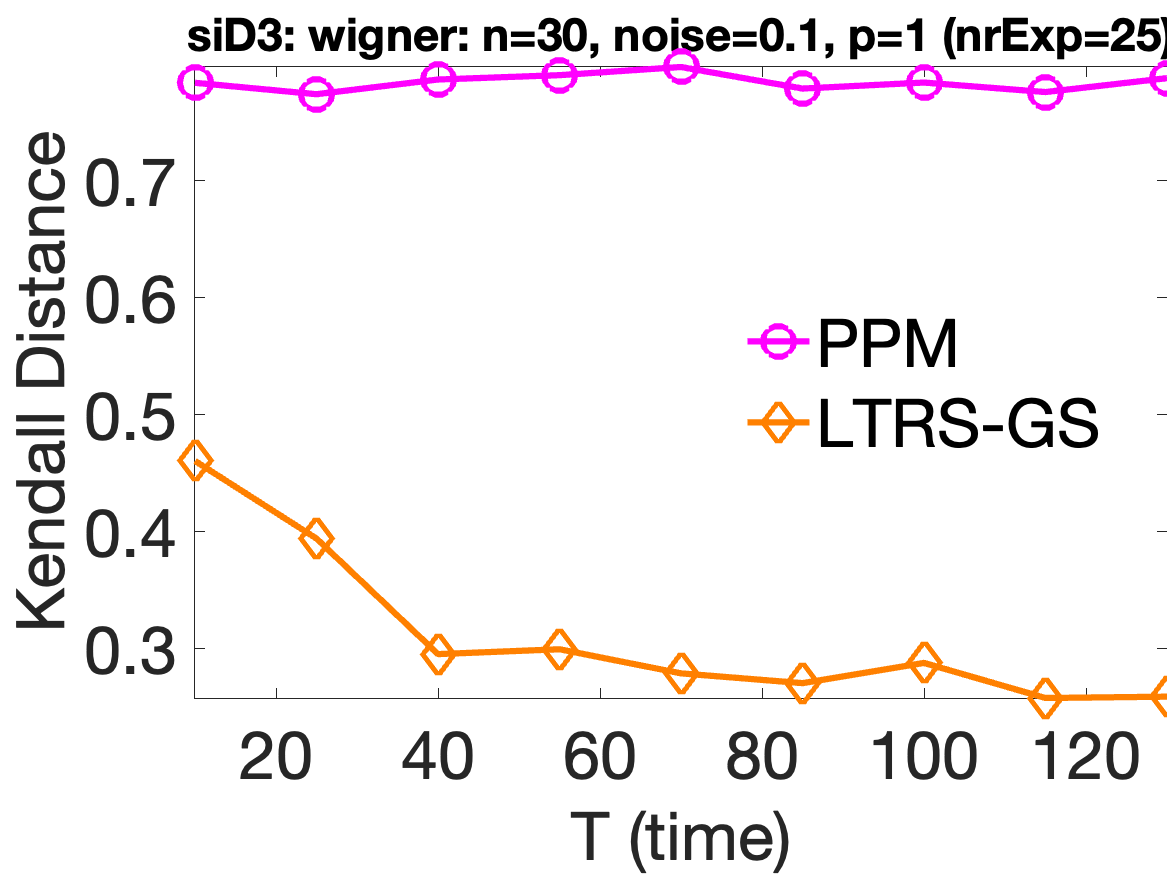 siD3: wigner: n=30, noise=0.1, p=1 (nrExp=25)
Kendall Distance
0.7
0.6
0.5
0.4
0.3
PPM
LTRS-GS
20 40 60 80 100 120
T (time)